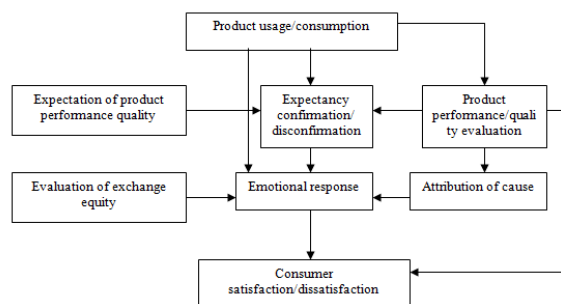 Product usage/consumption
Expectation of product
performance quality
Expectancy
confirmation/
disconfirmation
Product
performance/quali
ty evaluation
Evaluation of exchange
equity
Emotional response
Attribution of cause
Consumer
satisfaction/dissatisfaction